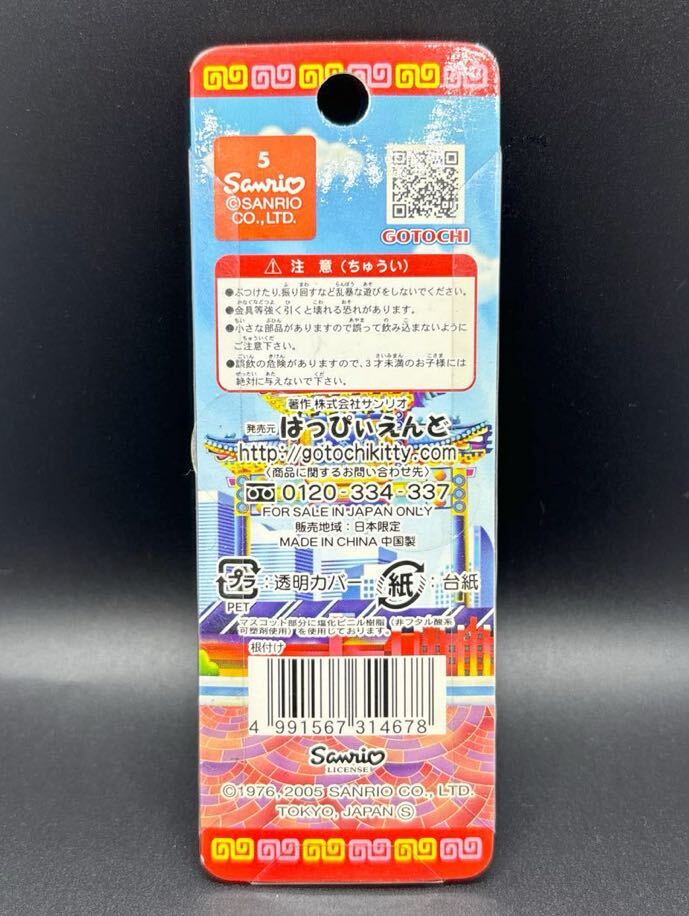 5
Sanrio
©SANRIO
CO.,LTD.
GOTOCHI
⚠ 注 意（ちゅうい）
●ぶつけたり、振り回すなど乱暴な遊びをしないでください。
●金具等強く引くと壊れる恐れがあります。
●小さな部品がありますので誤って飲み込まないように
ご注意下さい。
●誤飲の危険がありますので、3才未満のお子様には
絶対に与えないで下さい。
著作 株式会社サンリオ
発売元 はっぴぃえんど
http://gotochikitty.com
〈商品に関するお問い合わせ先〉
0120-334-337
FOR SALE IN JAPAN ONLY
販売地域：日本限定
MADE IN CHINA 中国製
プラ：透明カバー 紙：台紙
PET
マスコット部分に塩化ビニル樹脂（非フタル酸系
可塑剤使用）を使用しております。
根付け
4 991567 314678
Sanrio
LICENSE
©1976, 2005 SANRIO CO., LTD.
TOKYO, JAPAN Ⓢ